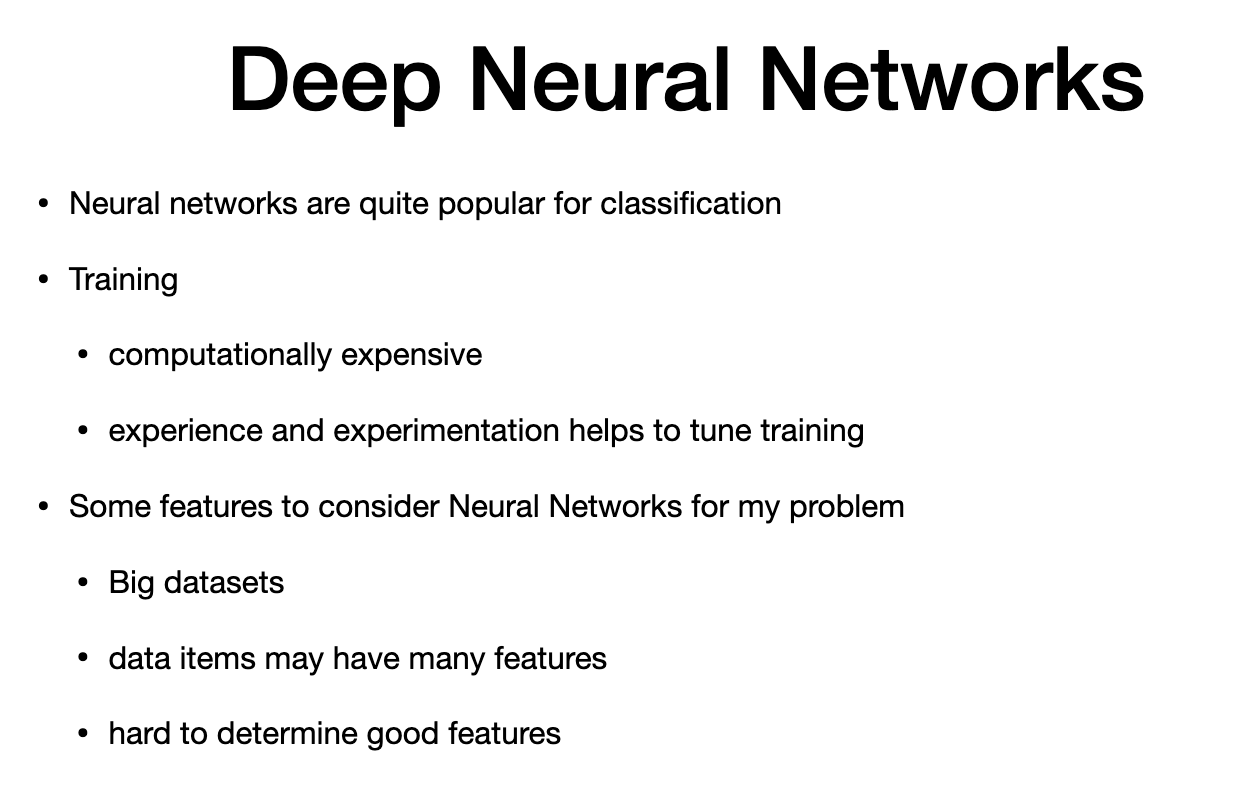 Deep Neural Networks
• Neural networks are quite popular for classification
• Training
• computationally expensive
• experience and experimentation helps to tune training
• Some features to consider Neural Networks for my problem
• Big datasets
• data items may have many features
• hard to determine good features